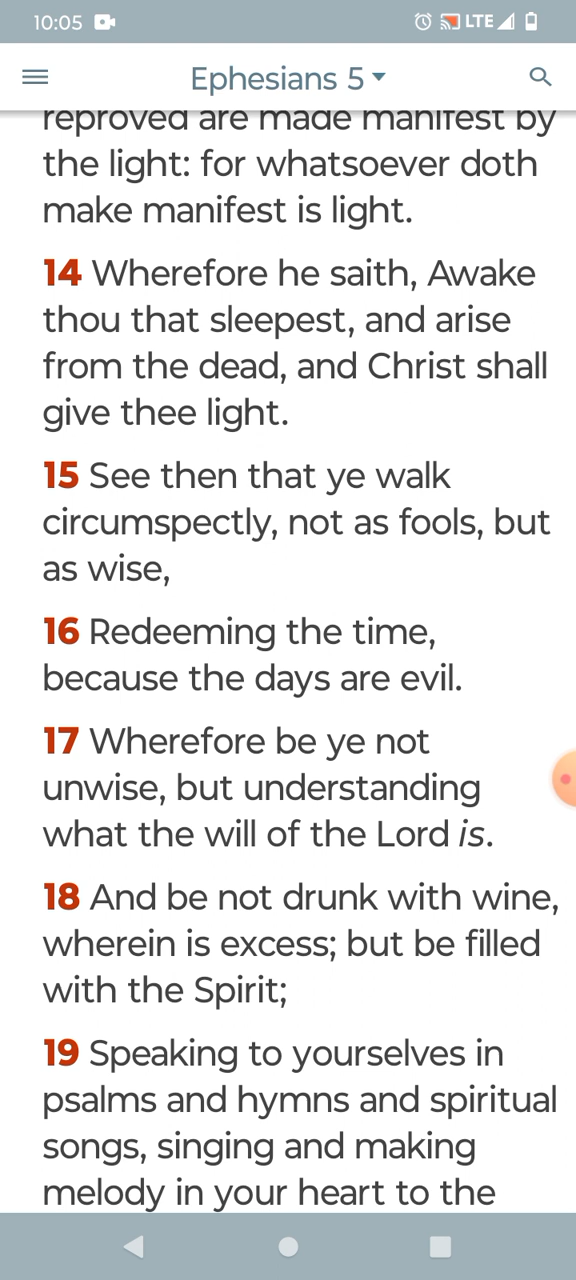 10:05
LTE
Ephesians 5
reproved are made manifest by
the light: for whatsoever doth
make manifest is light.
14 Wherefore he saith, Awake
thou that sleepest, and arise
from the dead, and Christ shall
give thee light.
15 See then that ye walk
circumspectly, not as fools, but
as wise,
16 Redeeming the time,
because the days are evil.
17 Wherefore be ye not
unwise, but understanding
what the will of the Lord is.
18 And be not drunk with wine,
wherein is excess; but be filled
with the Spirit;
19 Speaking to yourselves in
psalms and hymns and spiritual
songs, singing and making
melody in your heart to the